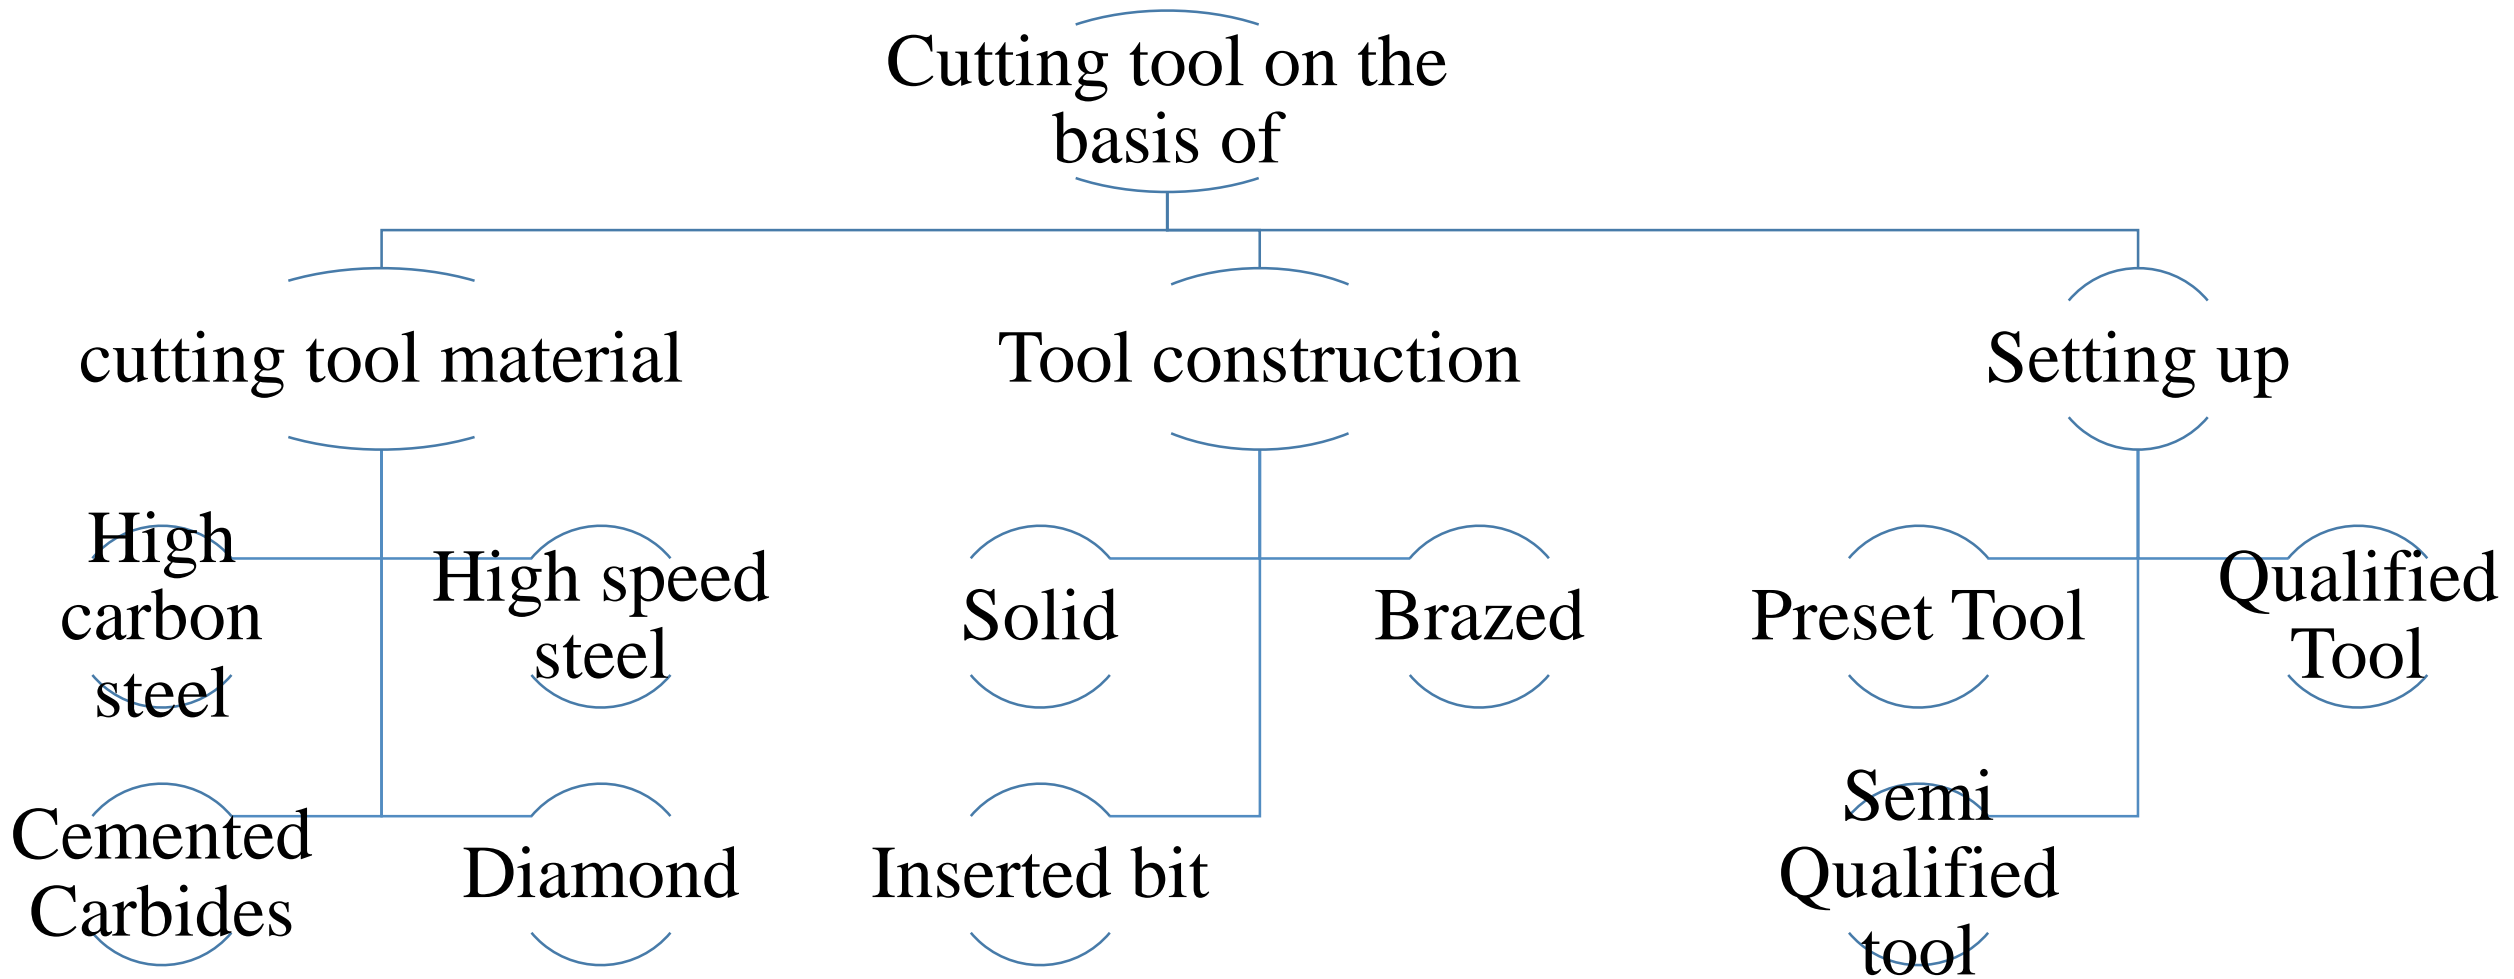 Cutting tool on the
basis of
cutting tool material
Tool construction
Setting up
High
carbon
steel
High speed
steel
Solid
Brazed
Preset Tool
Qualified
Tool
Cemented
Carbides
Diamond
Inserted bit
Semi
Qualified
tool